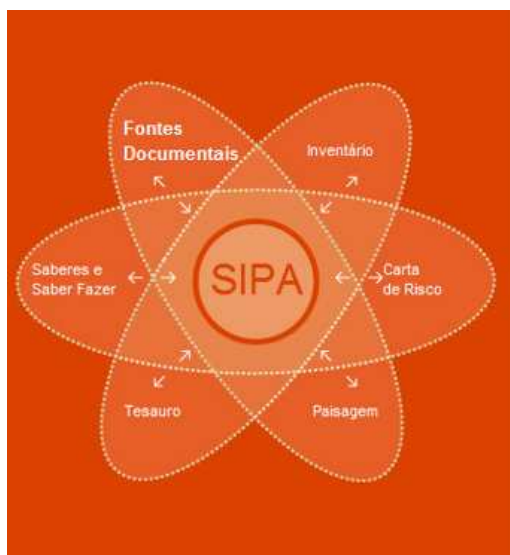 Fontes
Documentais
Inventário
Saberes e
Saber Fazer
SIPA
Carta
de Risco
Tesauro
Paisagem